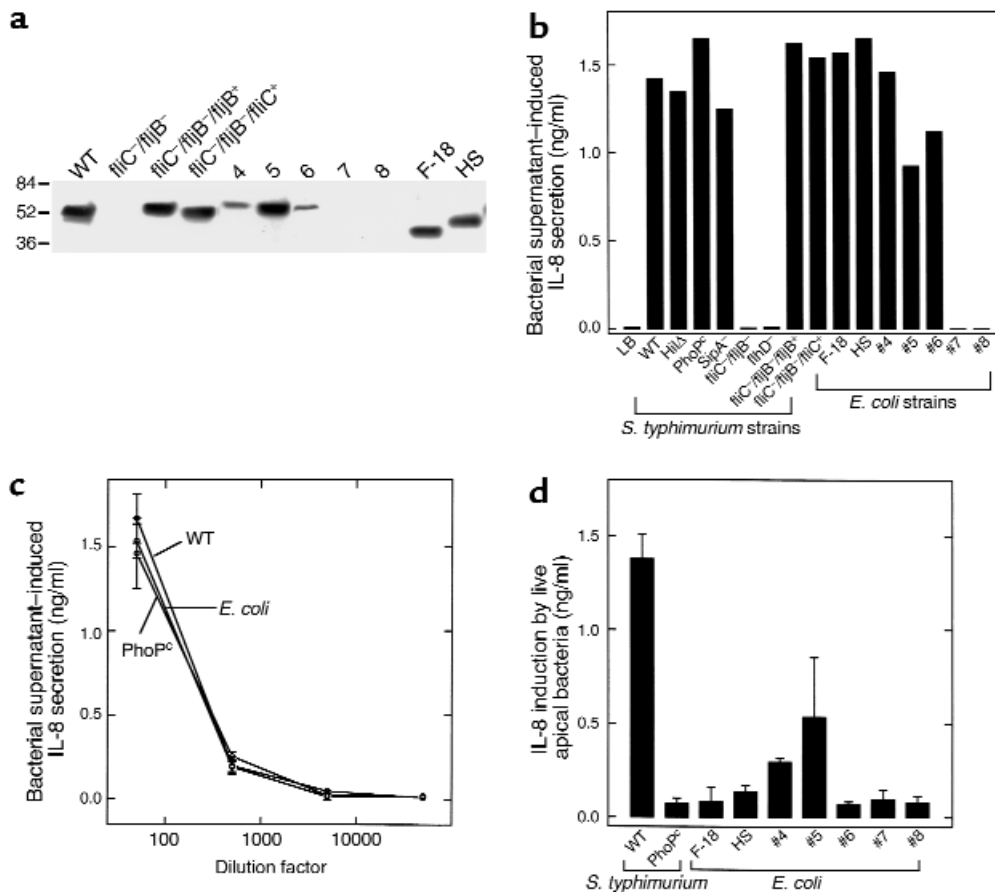 a
WT
fliC⁻/fljB⁻
fliC⁻/fljB⁻/fljB⁺
fliC⁻/fljB⁻/fliC⁺
4
5
6
7
8
F-18
HS
84
52
36
b
Bacterial supernatant–induced
IL-8 secretion (ng/ml)
1.5
1.0
1.5
0.0
LB
WT
HilΔ
PhoPᶜ
SipA⁻
fliC⁻/fljB⁻
flhD⁻
fliC⁻/fljB⁻/fljB⁺
fliC⁻/fljB⁻/fliC⁺
F-18
HS
#4
#5
#6
#7
#8
S. typhimurium strains
E. coli strains
c
Bacterial supernatant–induced
IL-8 secretion (ng/ml)
1.5
1.0
0.5
0.0
WT
E. coli
PhoPᶜ
100
1000
10000
Dilution factor
d
IL-8 induction by live
apical bacteria (ng/ml)
1.5
1.0
0.5
0.0
WT
PhoPᶜ
F-18
HS
#4
#5
#6
#7
#8
S. typhimurium
E. coli